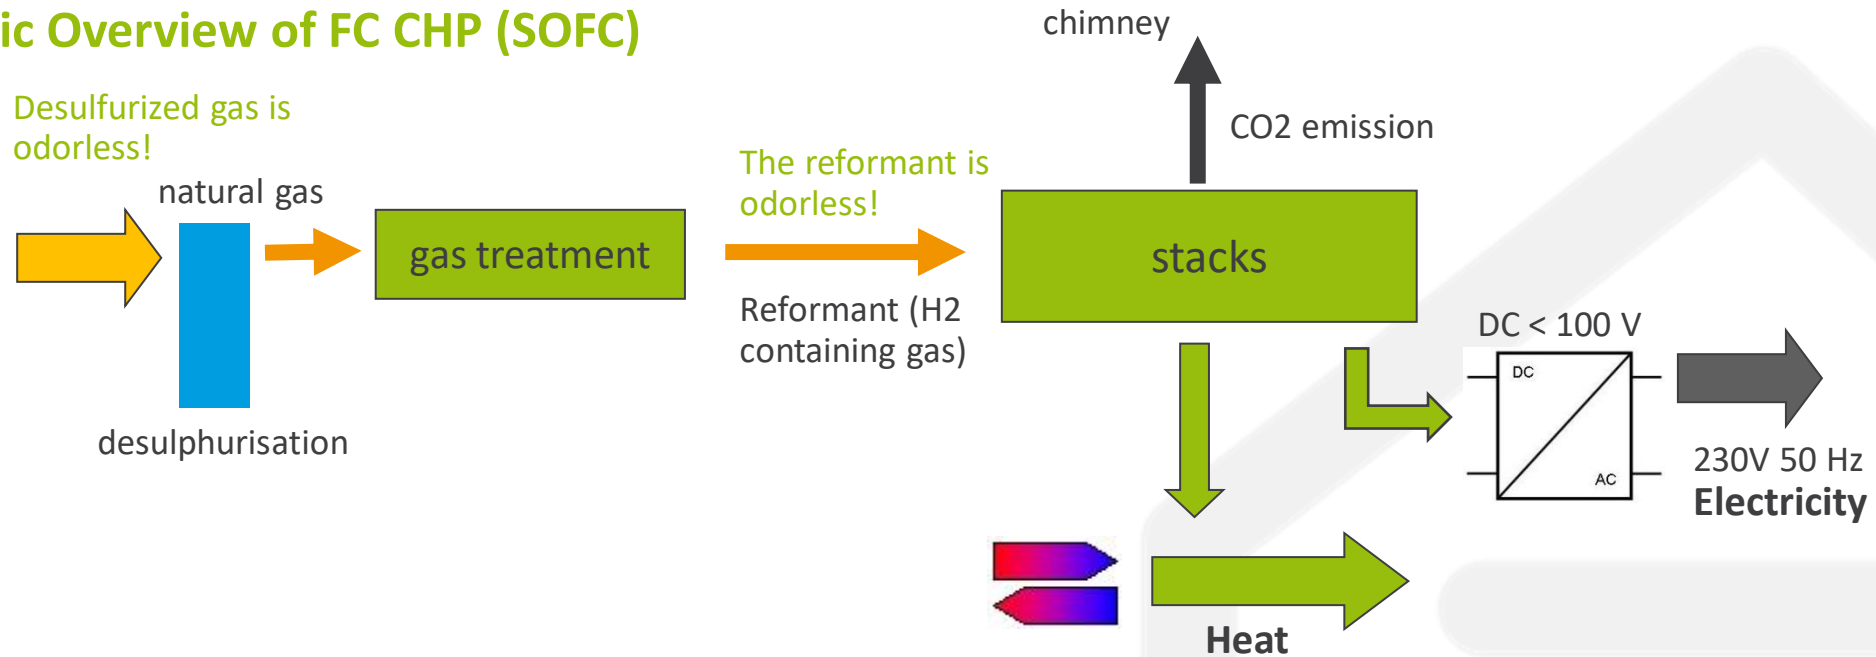 ic Overview of FC CHP (SOFC)
chimney
Desulfurized gas is
odorless!
CO2 emission
The reformant is
odorless!
natural gas
gas treatment
stacks
Reformant (H2
containing gas)
DC < 100 V
DC
AC
desulphurisation
230V 50 Hz
Electricity
Heat